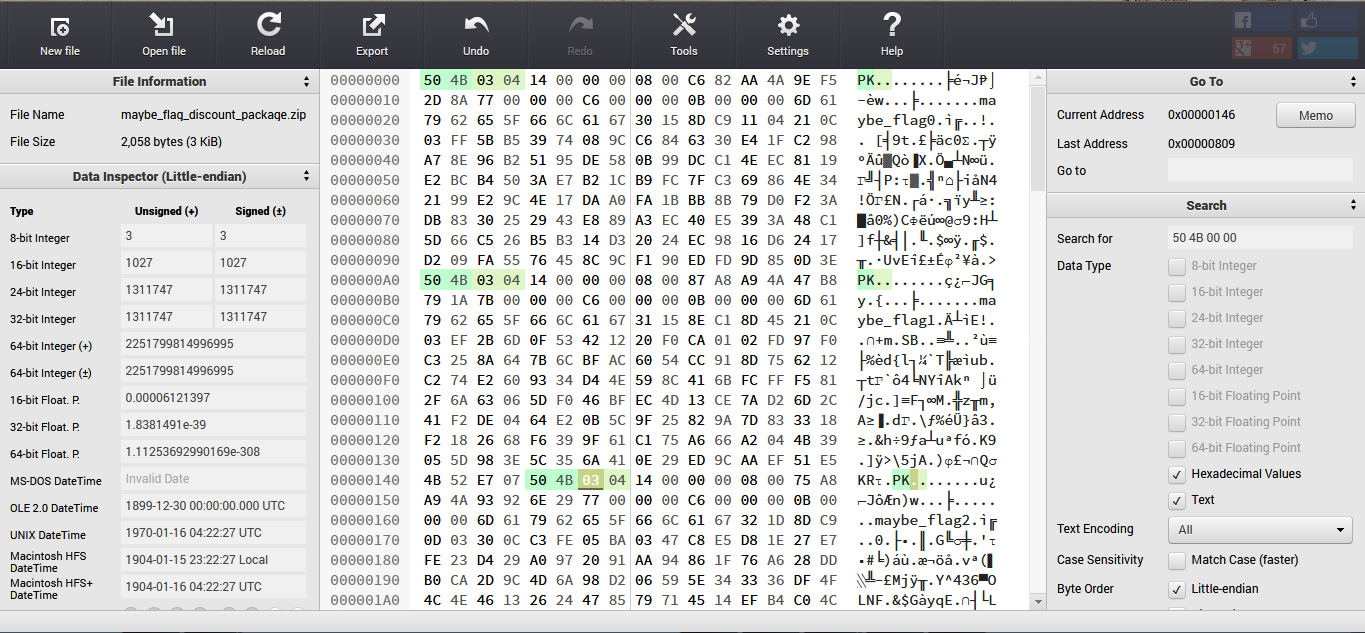 New file
Open file
Reload
Export
Undo
Redo
Tools
Settings
Help
57
File Information
File Name maybe_flaq_discount_package.zip
File Size 2,058 bytes (3 KiB)
Data Inspector (Little-endian)
Type Unsigned (+) Signed (±)
8-bit Integer 3 3
16-bit Integer 1027 1027
24-bit Integer 1311747 1311747
32-bit Integer 1311747 1311747
64-bit Integer (+) 2251799814996995
64-bit Integer (±) 2251799814996995
16-bit Float. P. 0.00006121397
32-bit Float. P. 1.8381491e-39
64-bit Float. P. 1.11253692990169e-308
MS-DOS DateTime Invalid Date
OLE 2.0 DateTime 1899-12-30 00:00:00.000 UTC
UNIX DateTime 1970-01-16 04:22:27 UTC
Macintosh HFS
DateTime 1904-01-15 23:22:27 Local
Macintosh HFS+
DateTime 1904-01-16 04:22:27 UTC
00000000 50 4B 03 04 14 00 00 00 08 00 C6 82 AA 4A 9E F5 PK........╞é¬J₧⌡
00000010 2D 8A 77 00 00 00 C6 00 00 00 0B 00 00 00 6D 61 -èw...╞.......ma
00000020 79 62 65 5F 66 6C 61 67 30 15 8D C9 11 04 21 0C ybe_flag0.ì╔..!.
00000030 03 FF 5B B5 39 74 08 9C C6 84 63 30 E4 1F C2 98
00000040 A7 8E 96 B2 51 95 DE 58 0B 99 DC C1 4E EC 81 19
00000050 E2 BC B4 50 3A E7 B2 1C B9 FC 7F C3 69 86 4E 34
00000060 21 99 E2 9C 4E 17 DA A0 FA 1B BB 8B 79 D0 F2 3A
00000070 DB 83 30 25 29 43 E8 89 A3 EC 40 E5 39 3A 48 C1
00000080 5D 66 C5 26 B5 B3 14 D3 20 24 EC 98 16 D6 24 17
00000090 D2 09 FA 55 76 45 8C 9C F1 90 ED FD 9D 85 0D 3E
000000A0 50 4B 03 04 14 00 00 00 08 00 87 A8 A9 4A 47 B8 PK........ç¿⌐JG╕
000000B0 79 1A 7B 00 00 00 C6 00 00 00 0B 00 00 00 6D 61 y.{...╞.......ma
000000C0 79 62 65 5F 66 6C 61 67 31 15 8E C1 8D 45 21 0C ybe_flag1.Ä┴ìE!.
000000D0 03 EF 2B 6D 0F 53 42 12 20 F0 CA 01 02 FD 97 F0
000000E0 C3 25 8A 64 7B 6C BF AC 60 54 CC 91 8D 75 62 12
000000F0 C2 74 E2 60 93 34 D4 4E 59 8C 41 6B FC FF F5 81
00000100 2F 6A 63 06 5D F0 46 BF EC 4D 13 CE 7A D2 6D 2C
00000110 41 F2 DE 04 64 E2 0B 5C 9F 25 82 9A 7D 83 33 18
00000120 F2 18 26 68 F6 39 9F 61 C1 75 A6 66 A2 04 4B 39
00000130 05 5D 98 3E 5C 35 6A 41 0E 29 ED 9C AA EF 51 E5
00000140 4B 52 E7 07 50 4B 03 04 14 00 00 00 08 00 75 A8 KRτ.PK........u¿
00000150 A9 4A 93 92 6E 29 77 00 00 00 C6 00 00 00 0B 00 ⌐JôÆn)w...╞.....
00000160 00 00 6D 61 79 62 65 5F 66 6C 61 67 32 1D 8D C9 ..maybe_flag2.ì╔
00000170 0D 03 30 0C C3 FE 05 BA 03 47 C8 E5 D8 1E 27 E7
00000180 FE 23 D4 29 A0 97 20 91 AA 94 86 1F 76 A6 28 DD
00000190 B0 CA 2D 9C 4D 6A 98 D2 06 59 5E 34 33 36 DF 4F
000001A0 4C 4E 46 13 26 24 47 85 79 71 45 14 EF B4 C0 4C
Go To
Current Address 0x00000146 Memo
Last Address 0x00000809
Go to
Search
Search for 50 4B 00 00
Data Type 8-bit Integer
16-bit Integer
24-bit Integer
32-bit Integer
64-bit Integer
16-bit Floating Point
32-bit Floating Point
64-bit Floating Point
Hexadecimal Values
Text
Text Encoding All
Case Sensitivity Match Case (faster)
Byte Order Little-endian